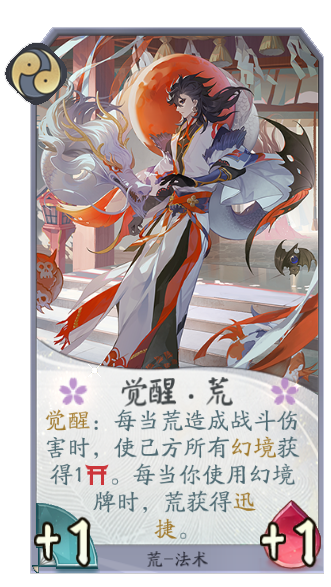 觉醒·荒
觉醒：每当荒造成战斗伤
害时，使己方所有幻境获
得1⛩。每当你使用幻境
牌时，荒获得迅
捷。
+1
+1
荒-法术